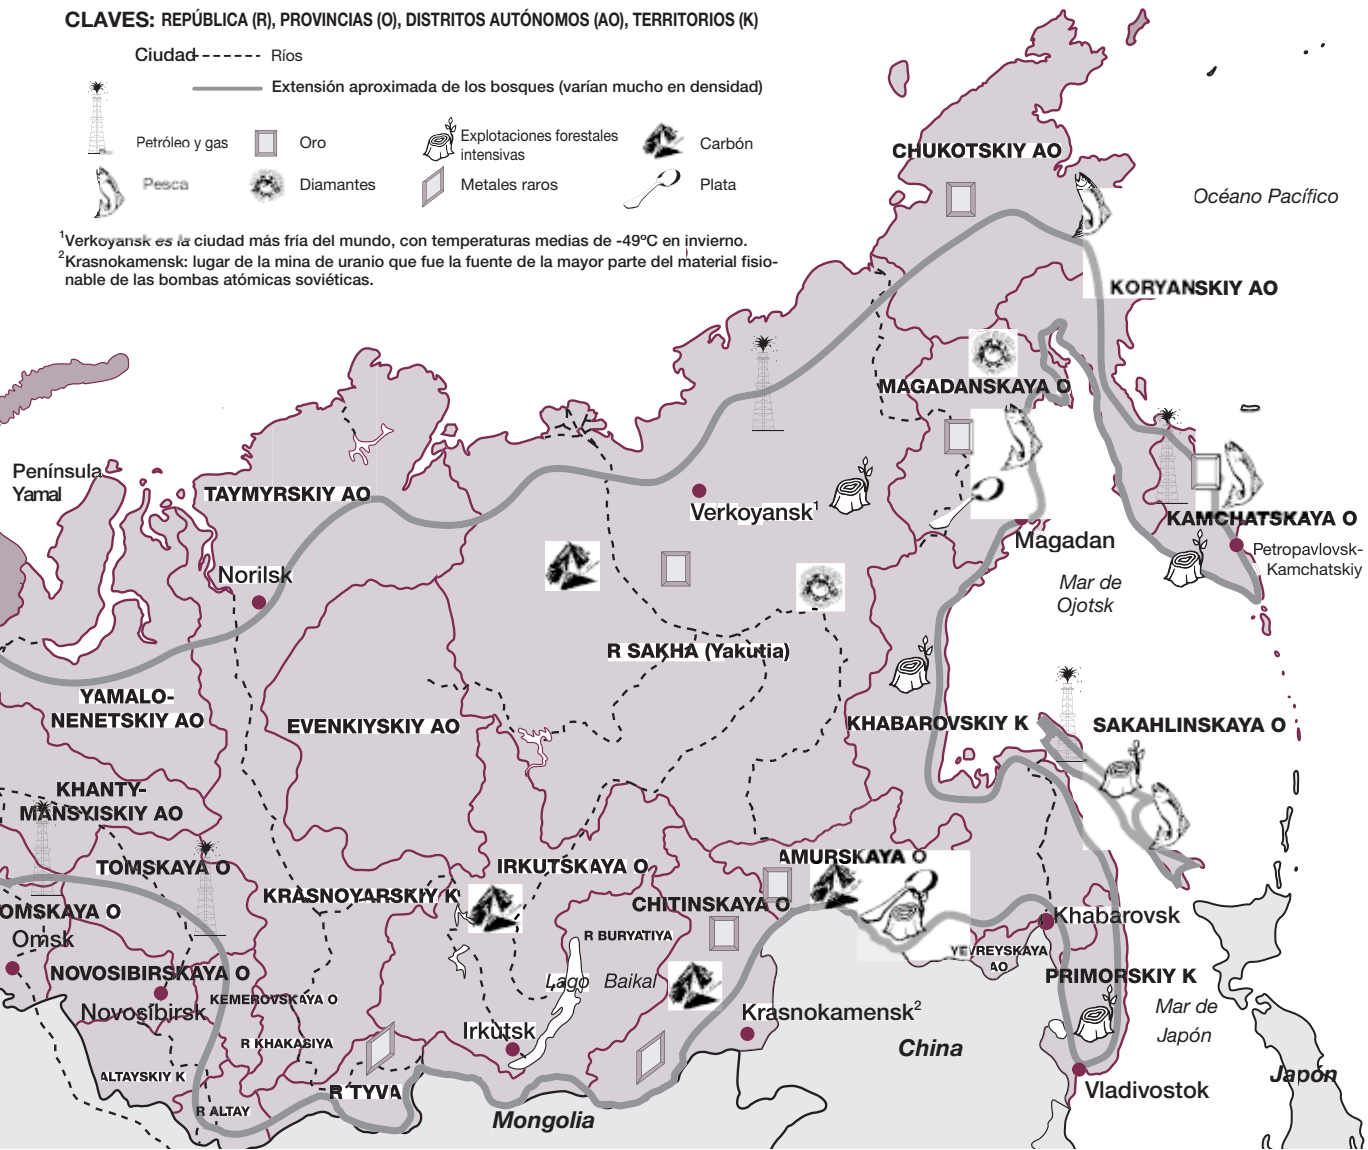 CLAVES: REPÚBLICA (R), PROVINCIAS (O), DISTRITOS AUTÓNOMOS (AO), TERRITORIOS (K)
Ciudad
Ríos
Extensión aproximada de los bosques (varían mucho en densidad)
Petróleo y gas
Oro
Explotaciones forestales
intensivas
Carbón
Pesca
Diamantes
Metales raros
Plata
¹Verkoyansk es la ciudad más fría del mundo, con temperaturas medias de -49ºC en invierno.
²Krasnokamensk: lugar de la mina de uranio que fue la fuente de la mayor parte del material fisio-
nable de las bombas atómicas soviéticas.
CHUKOTSKIY AO
Océano Pacífico
KORYANSKIY AO
MAGADANSKAYA O
Península
Yamal
TAYMYRSKIY AO
Verkoyansk¹
KAMCHATSKAYA O
Magadan
Petropavlovsk-
Kamchatskiy
Norilsk
Mar de
Ojotsk
R SAKHA (Yakutia)
YAMALO-
NENETSKIY AO
EVENKIYSKIY AO
KHABAROVSKIY K
SAKAHLINSKAYA O
KHANTY-
MANSYISKIY AO
TOMSKAYA O
IRKUTSKAYA O
AMURSKAYA O
KRASNOYARSKIY K
CHITINSKAYA O
OMSKAYA O
Omsk
R BURYATIYA
Khabarovsk
YEVREYSKAYA
AO
NOVOSIBIRSKAYA O
Novosibirsk
KEMEROVSKAYA O
Lago Baikal
PRIMORSKIY K
Krasnokamensk²
Mar de
Japón
Irkutsk
R KHAKASIYA
China
ALTAYSKIY K
R TYVA
Japón
Vladivostok
R ALTAY
Mongolia